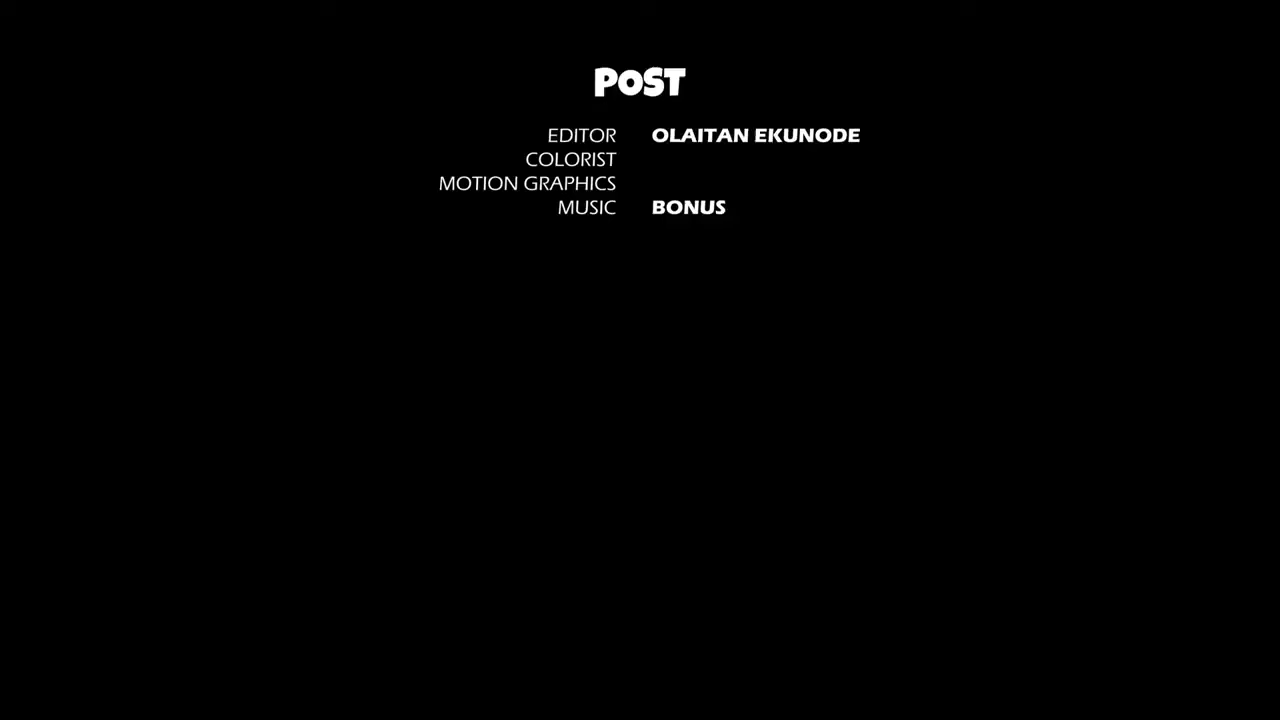 POST
EDITOR OLAITAN EKUNODE
COLORIST
MOTION GRAPHICS
MUSIC BONUS